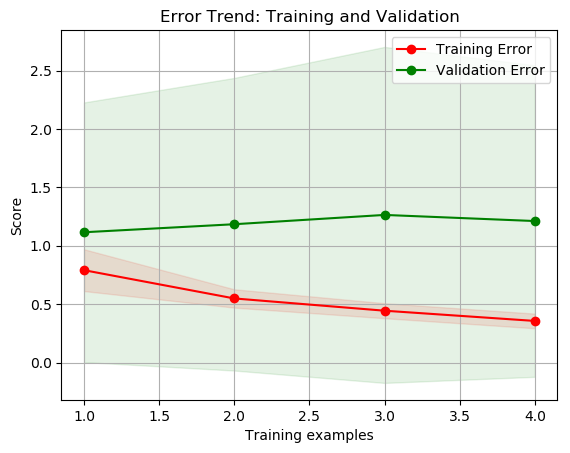 Error Trend: Training and Validation
Training Error
Validation Error
Score
2.5
2.0
1.5
1.0
0.5
0.0
1.0 1.5 2.0 2.5 3.0 3.5 4.0
Training examples